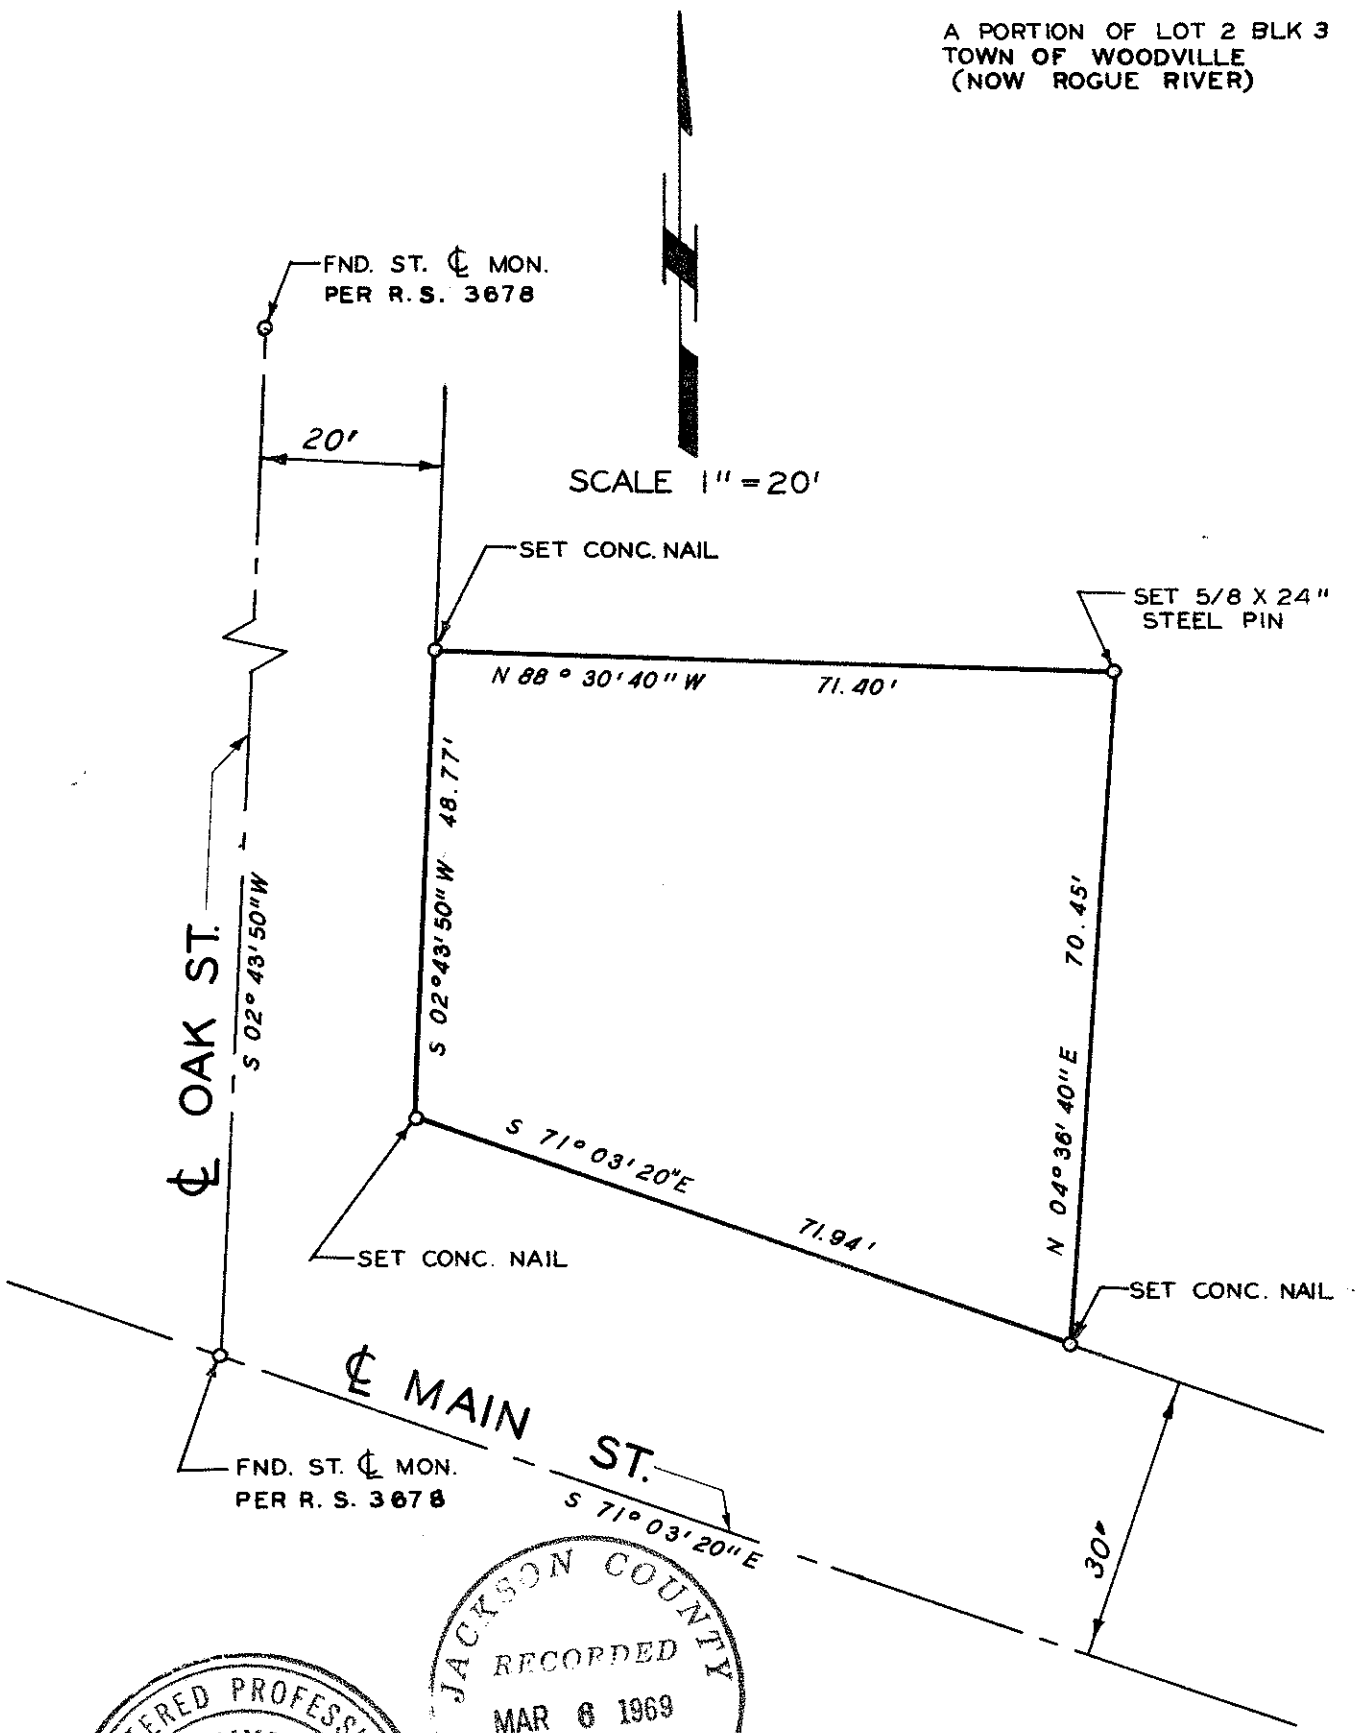 A PORTION OF LOT 2 BLK 3
TOWN OF WOODVILLE
(NOW ROGUE RIVER)
FND. ST. ℄ MON.
PER R.S. 3678
20'
SCALE 1" = 20'
SET CONC. NAIL
SET 5/8 X 24"
STEEL PIN
N 88° 30' 40" W 71.40'
S 02° 43' 50" W 48.77'
℄ OAK ST.
S 02° 43' 50" W
N 04° 36' 40" E 70.45'
S 71° 03' 20" E 71.94'
SET CONC. NAIL
SET CONC. NAIL
℄ MAIN ST.
FND. ST. ℄ MON.
PER R. S. 3678
S 71° 03' 20" E
30'
JACKSON COUNTY
RECORDED
MAR 6 1969